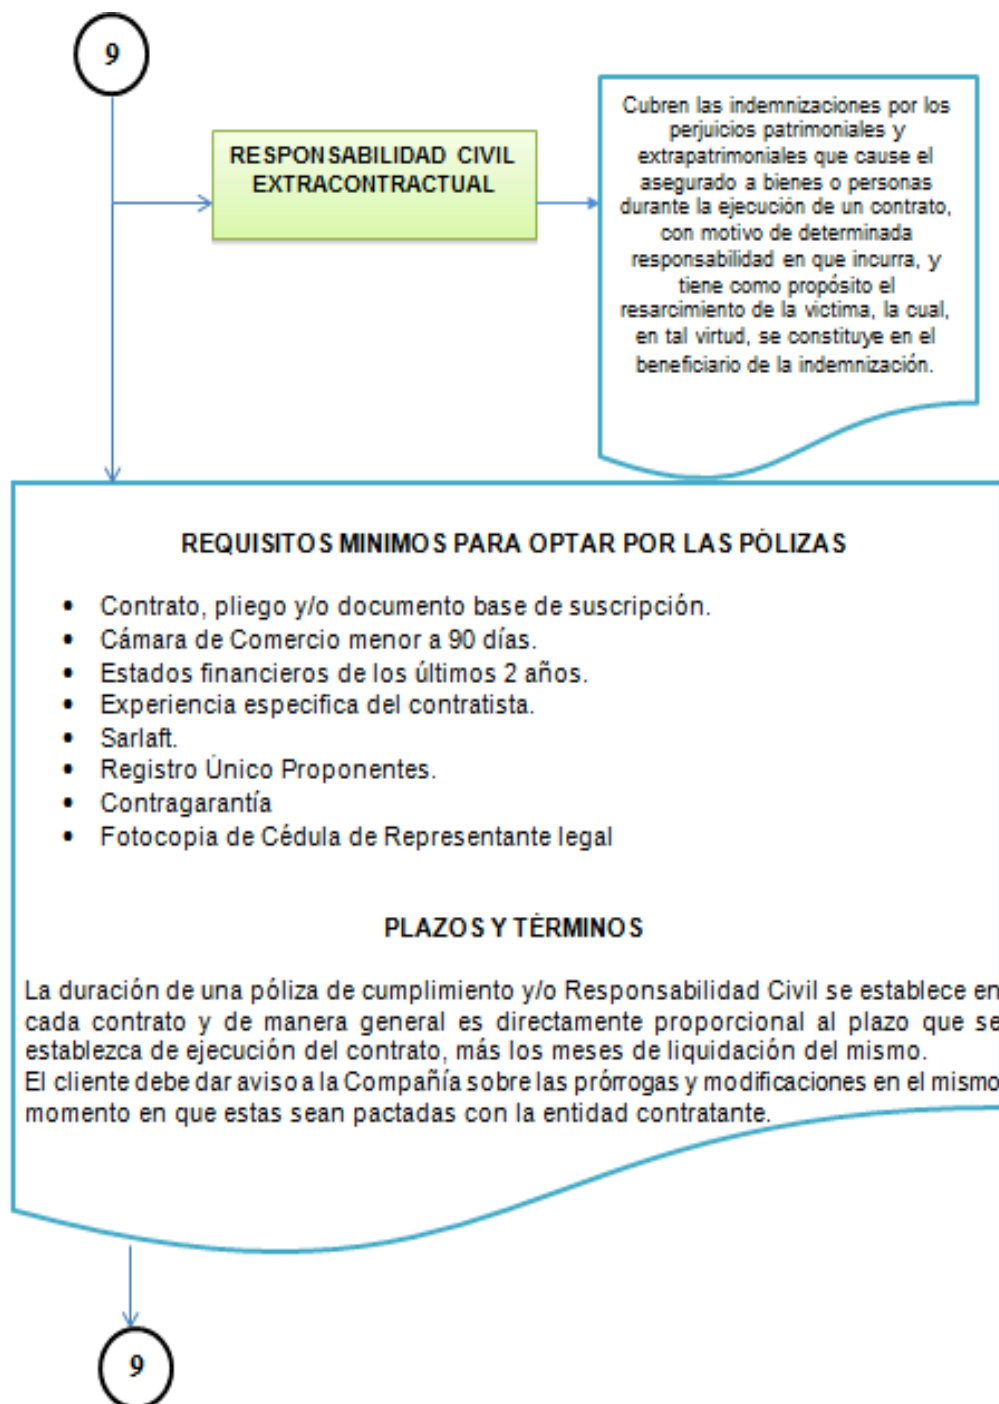 9
RESPONSABILIDAD CIVIL
EXTRACONTRACTUAL
Cubren las indemnizaciones por los
perjuicios patrimoniales y
extrapatrimoniales que cause el
asegurado a bienes o personas
durante la ejecución de un contrato,
con motivo de determinada
responsabilidad en que incurra, y
tiene como propósito el
resarcimiento de la victima, la cual,
en tal virtud, se constituye en el
beneficiario de la indemnización.
REQUISITOS MINIMOS PARA OPTAR POR LAS PÓLIZAS
• Contrato, pliego y/o documento base de suscripción.
• Cámara de Comercio menor a 90 días.
• Estados financieros de los últimos 2 años.
• Experiencia especifica del contratista.
• Sarlaft.
• Registro Único Proponentes.
• Contragarantía
• Fotocopia de Cédula de Representante legal
PLAZOS Y TÉRMINOS
La duración de una póliza de cumplimiento y/o Responsabilidad Civil se establece en
cada contrato y de manera general es directamente proporcional al plazo que se
establezca de ejecución del contrato, más los meses de liquidación del mismo.
El cliente debe dar aviso a la Compañía sobre las prórrogas y modificaciones en el mismo
momento en que estas sean pactadas con la entidad contratante.
9